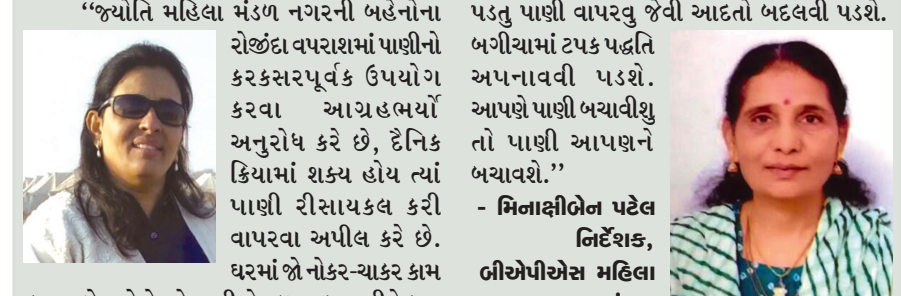 “જ્યોતિ મહિલા મંડળ નગરની બહેનોના
રોજીંદા વપરાશમાં પાણીનો
કરકસરપૂર્વક ઉપયોગ
કરવા આગ્રહભર્યો
અનુરોધ કરે છે, દૈનિક
ક્રિયામાં શક્ય હોય ત્યાં
પાણી રીસાયકલ કરી
વાપરવા અપીલ કરે છે.
ઘરમાં જો નોકર-ચાકર કામ
પડતુ પાણી વાપરવુ જેવી આદતો બદલવી પડશે.
બગીચામાં ટપક પદ્ધતિ
અપનાવવી પડશે.
આપણે પાણી બચાવીશુ
તો પાણી આપણને
બચાવશે.”
- મિનાક્ષીબેન પટેલ
નિર્દેશક,
બીએપીએસ મહિલા